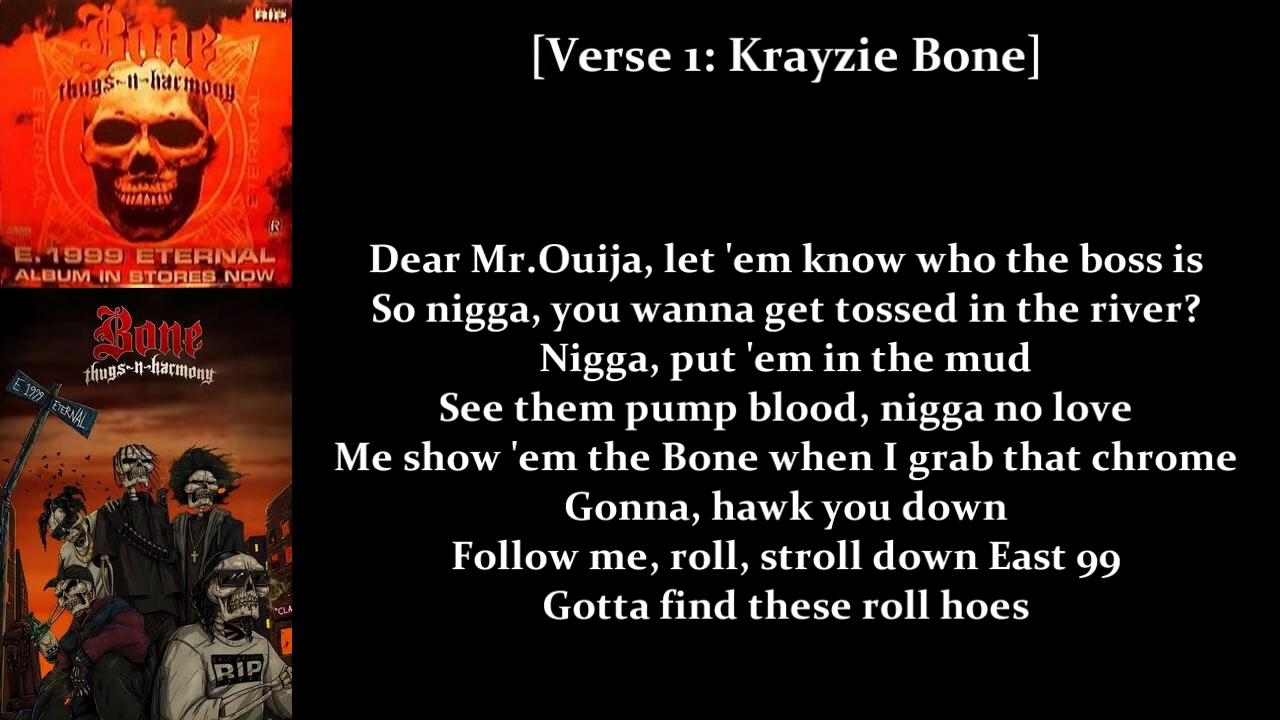 RIP
Bone
thugs~n~harmony
ETERNAL
ETERNAL
R
E. 1999 ETERNAL
ALBUM IN STORES NOW
Bone
thugs~n~harmony
E. 1999 ETERNAL
"CLA
RIP
[Verse 1: Krayzie Bone]
Dear Mr.Ouija, let 'em know who the boss is
So nigga, you wanna get tossed in the river?
Nigga, put 'em in the mud
See them pump blood, nigga no love
Me show 'em the Bone when I grab that chrome
Gonna, hawk you down
Follow me, roll, stroll down East 99
Gotta find these roll hoes